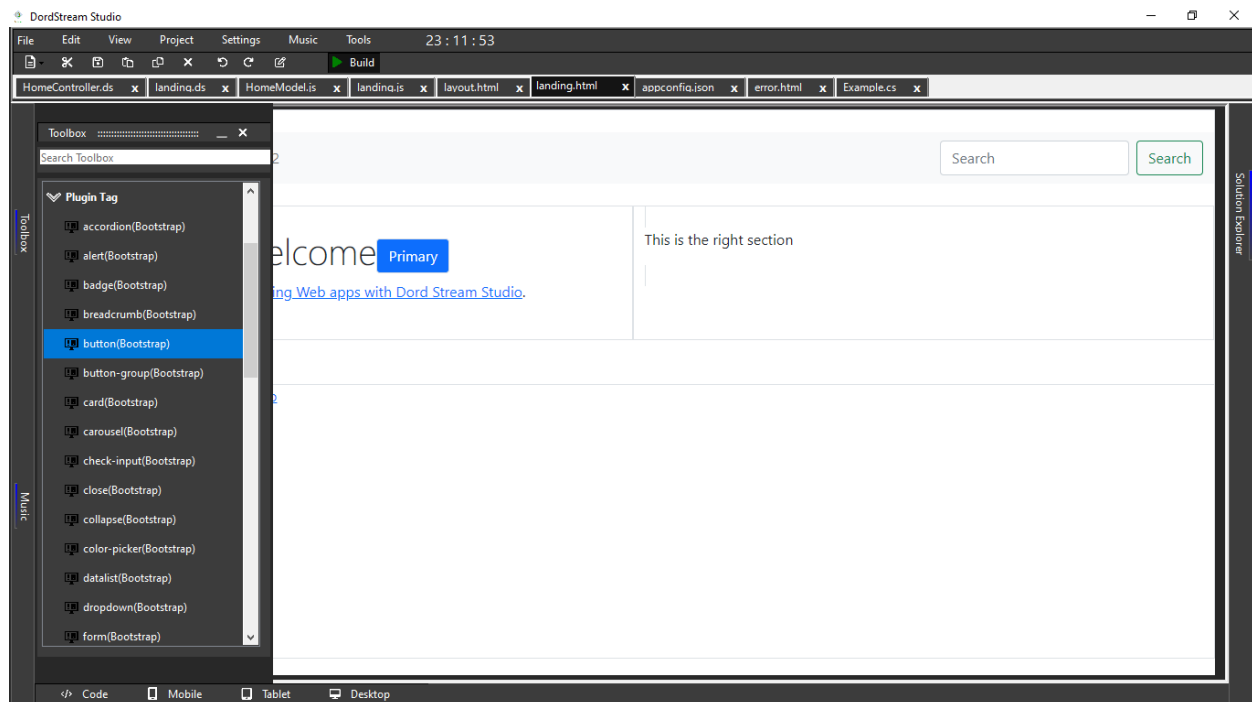 DordStream Studio
File Edit View Project Settings Music Tools 23:11:53
Build
HomeController.ds x landing.ds x HomeModel.js x landing.js x layout.html x landing.html x appconfig.json x error.html x Example.cs x
Toolbox
Search Toolbox
Plugin Tag
accordion(Bootstrap)
alert(Bootstrap)
badge(Bootstrap)
breadcrumb(Bootstrap)
button(Bootstrap)
button-group(Bootstrap)
card(Bootstrap)
carousel(Bootstrap)
check-input(Bootstrap)
close(Bootstrap)
collapse(Bootstrap)
color-picker(Bootstrap)
datalist(Bootstrap)
dropdown(Bootstrap)
form(Bootstrap)
Toolbox
Music
2
Search Search
elcome Primary
ing Web apps with Dord Stream Studio.
This is the right section
Solution Explorer
Code Mobile Tablet Desktop